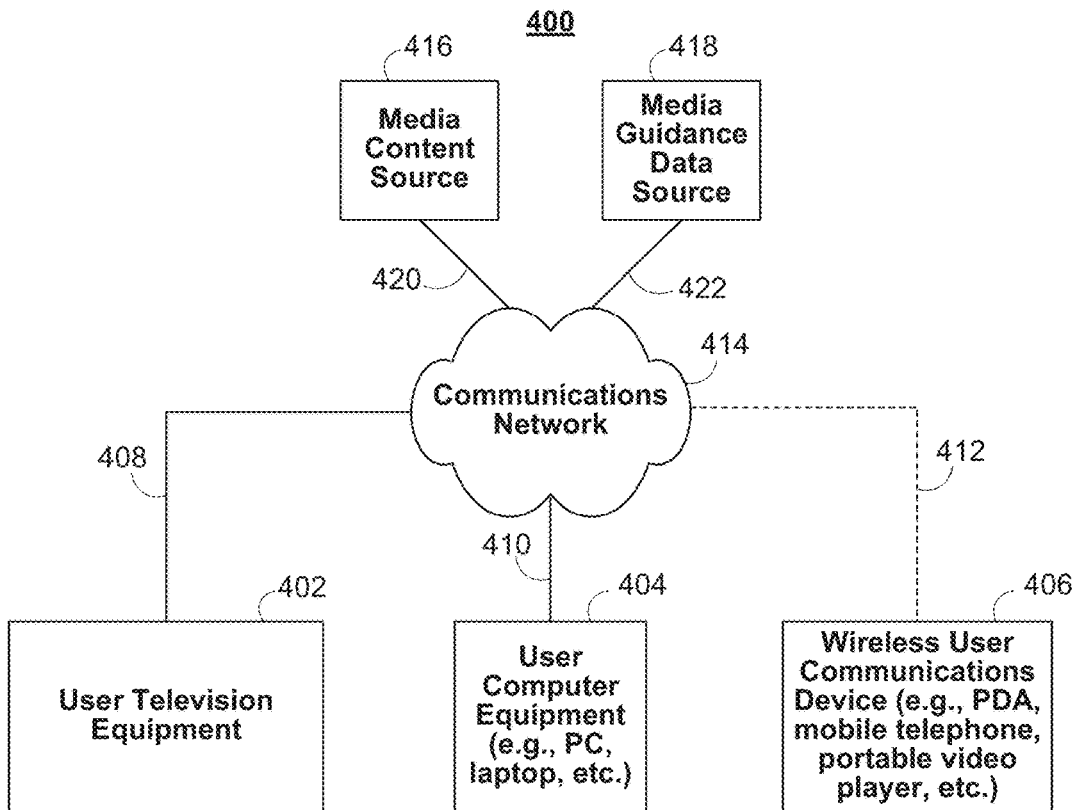 400
416
418
Media
Content
Source
Media
Guidance
Data
Source
420
422
414
Communications
Network
408
412
410
402
404
406
User Television
Equipment
User
Computer
Equipment
(e.g., PC,
laptop, etc.)
Wireless User
Communications
Device (e.g., PDA,
mobile telephone,
portable video
player, etc.)